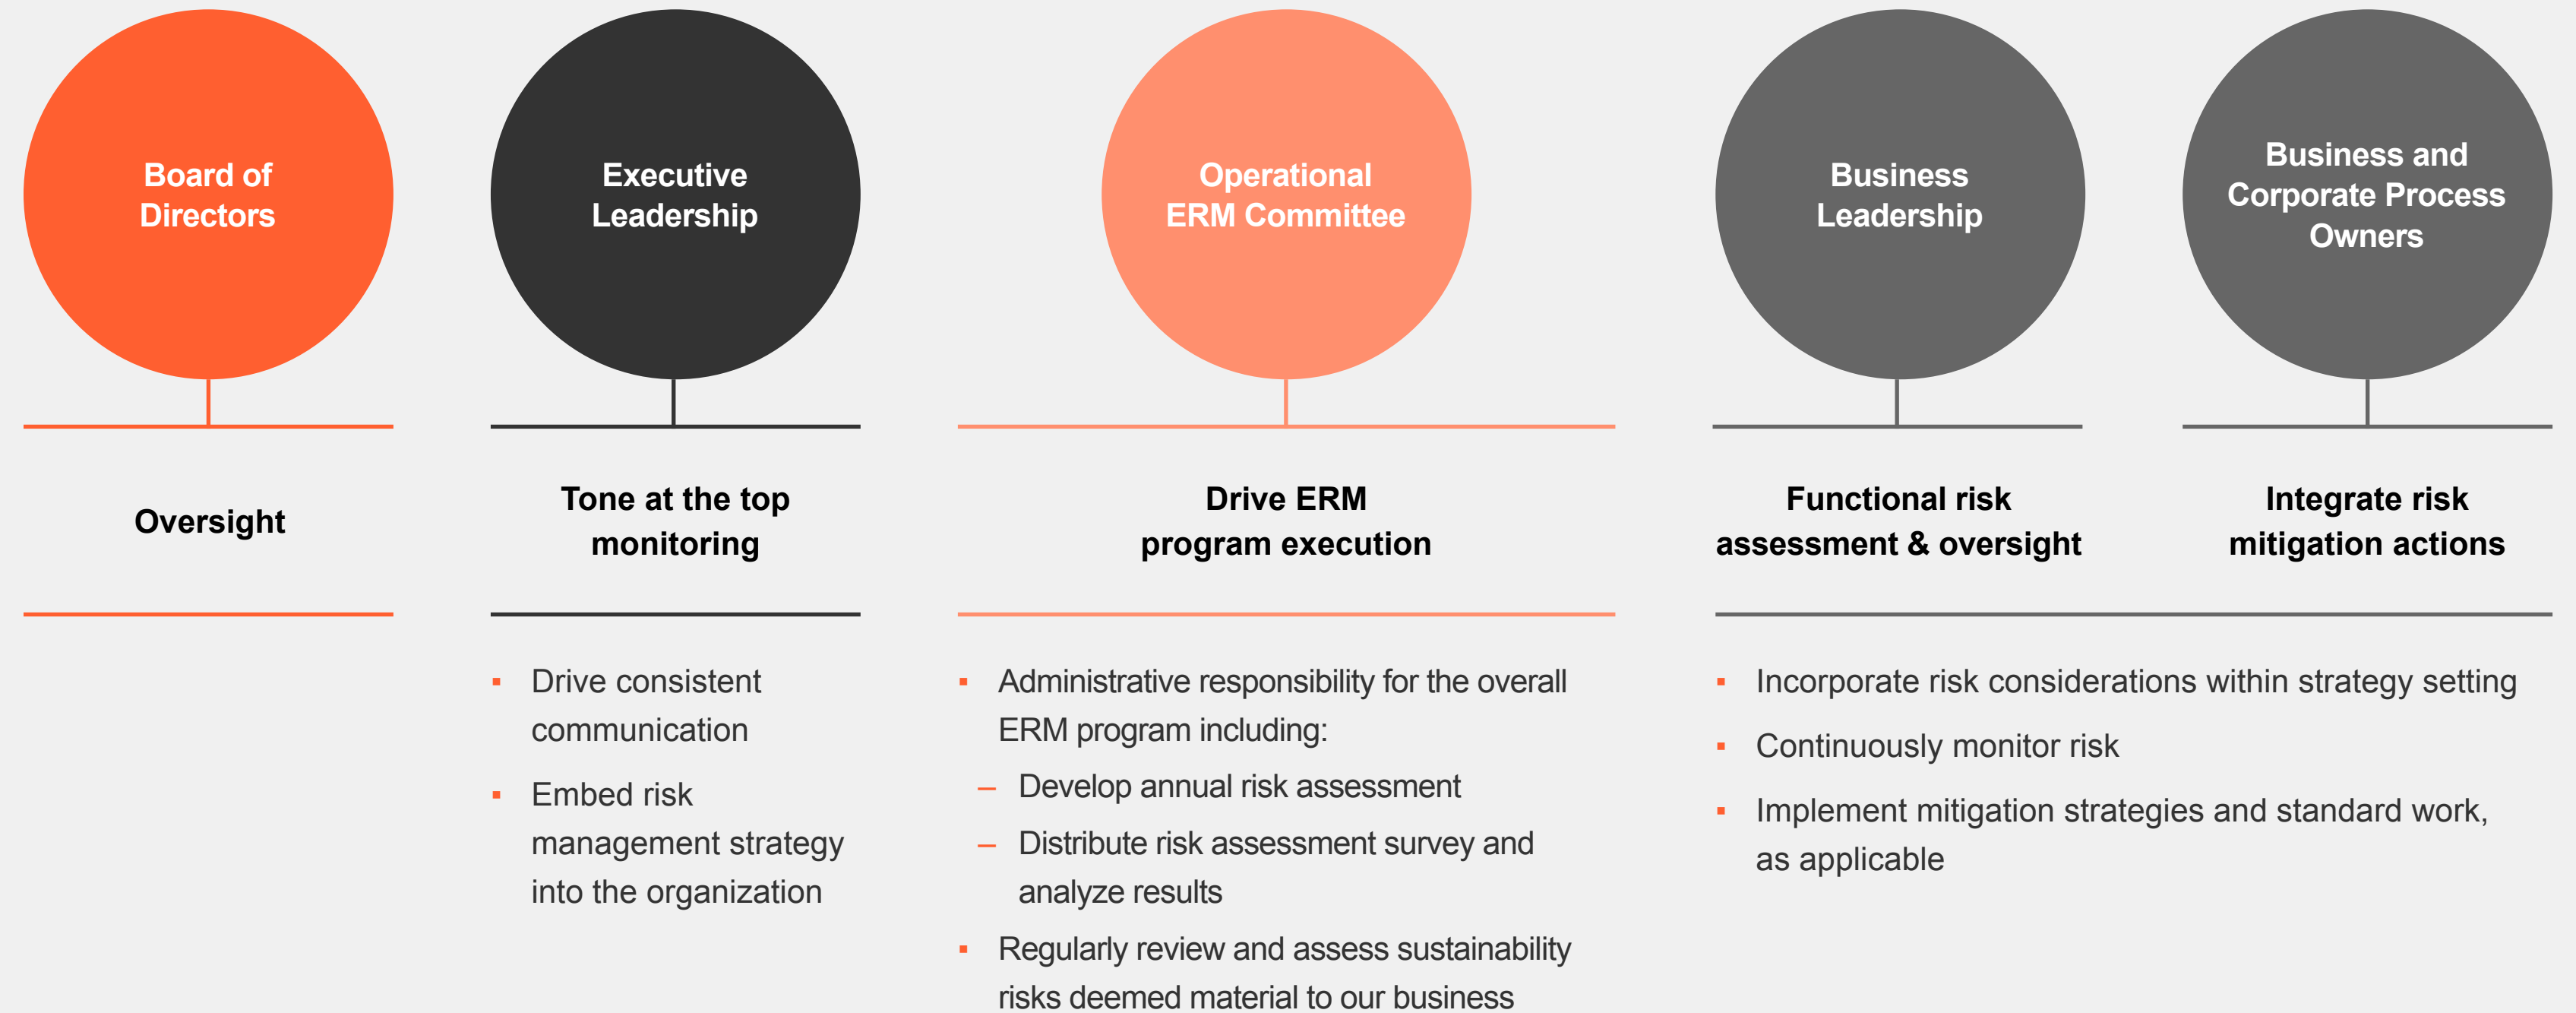 Board of
Directors
Executive
Leadership
Operational
ERM Committee
Business
Leadership
Business and
Corporate Process
Owners
Oversight
Tone at the top
monitoring
Drive ERM
program execution
Functional risk
assessment & oversight
Integrate risk
mitigation actions
▪ Drive consistent
communication
▪ Embed risk
management strategy
into the organization
▪ Administrative responsibility for the overall
ERM program including:
– Develop annual risk assessment
– Distribute risk assessment survey and
analyze results
▪ Regularly review and assess sustainability
risks deemed material to our business
▪ Incorporate risk considerations within strategy setting
▪ Continuously monitor risk
▪ Implement mitigation strategies and standard work,
as applicable